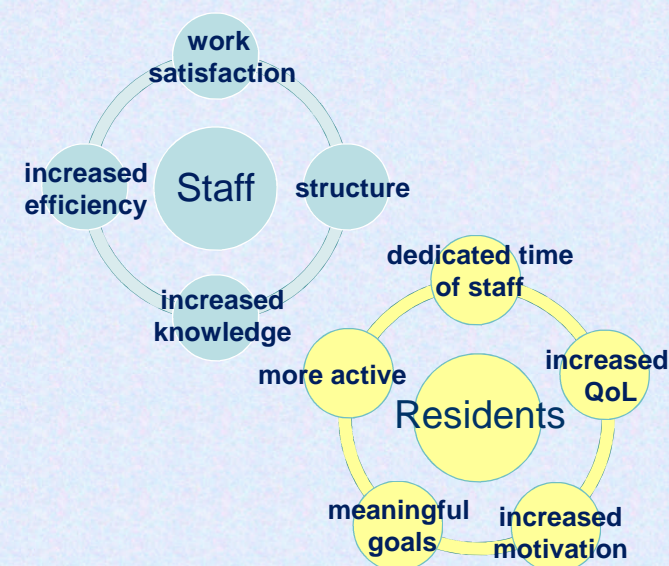 work
satisfaction
increased
efficiency
Staff
structure
increased
knowledge
dedicated time
of staff
more active
increased
QoL
Residents
meaningful
goals
increased
motivation